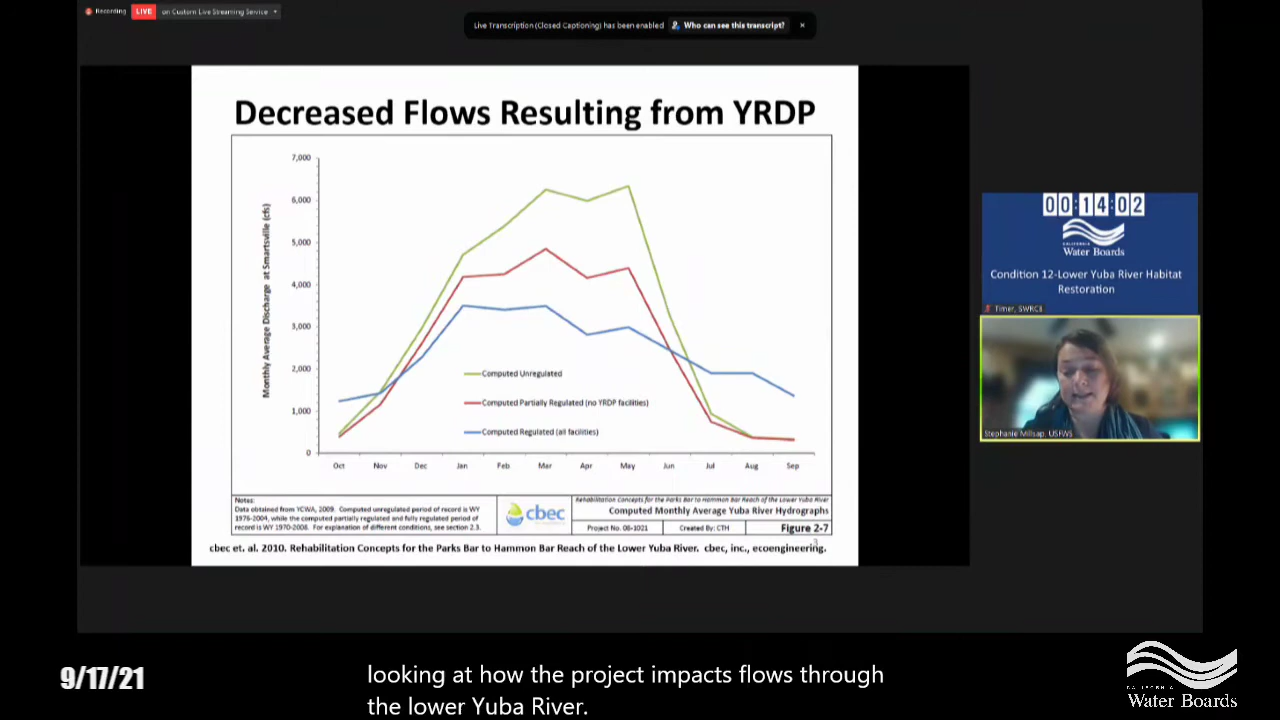 Recording
LIVE
on Custom Live Streaming Service
Live Transcription (Closed Captioning) has been enabled
Who can see this transcript?
Decreased Flows Resulting from YRDP
Monthly Average Discharge at Smartsville (cfs)
7,000
6,000
5,000
4,000
3,000
2,000
1,000
0
Oct Nov Dec Jan Feb Mar Apr May Jun Jul Aug Sep
Computed Unregulated
Computed Partially Regulated (no YRDP facilities)
Computed Regulated (all facilities)
Notes:
Data obtained from YCWA, 2009. Computed unregulated period of record is WY
1976-2004, while the computed partially regulated and fully regulated period of
record is WY 1970-2008. For explanation of different conditions, see section 2.3.
cbec
Rehabilitation Concepts for the Parks Bar to Hammon Bar Reach of the Lower Yuba River
Computed Monthly Average Yuba River Hydrographs
Project No. 08-1021
Created By: CTH
Figure 2-7
3
cbec et. al. 2010. Rehabilitation Concepts for the Parks Bar to Hammon Bar Reach of the Lower Yuba River. cbec, inc., ecoengineering.
00:14:02
CALIFORNIA
Water Boards
Condition 12-Lower Yuba River Habitat
Restoration
Timer, SWRCB
Stephanie Millsap, USFWS
9/17/21
looking at how the project impacts flows through
the lower Yuba River.
CALIFORNIA
Water Boards